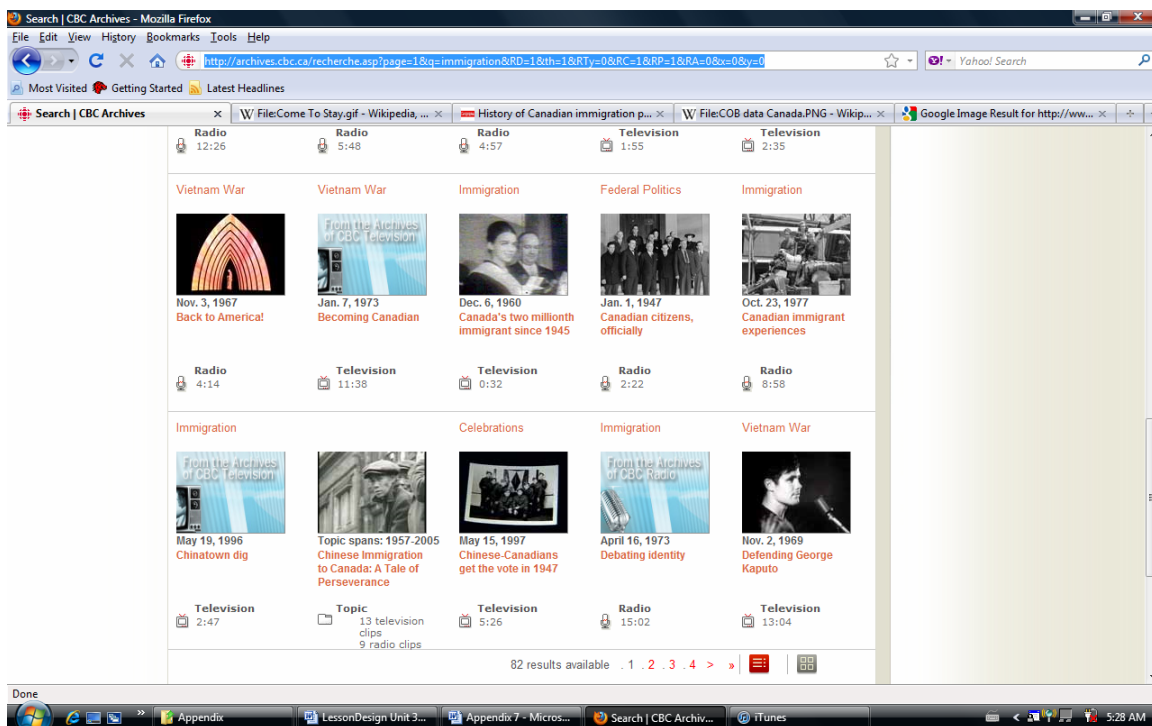 Search | CBC Archives - Mozilla Firefox
File Edit View History Bookmarks Tools Help
http://archives.cbc.ca/recherche.asp?page=1&q=immigration&RD=1&th=1&RTy=0&RC=1&RP=1&RA=0&x=0&y=0
Yahoo! Search
Most Visited Getting Started Latest Headlines
Search | CBC Archives
File:Come To Stay.gif - Wikipedia, ...
History of Canadian immigration p...
File:COB data Canada.PNG - Wikip...
Google Image Result for http://ww...
Radio Radio Radio Television Television
12:26 5:48 4:57 1:55 2:35
Vietnam War Vietnam War Immigration Federal Politics Immigration
From the Archives
of CBC Television
Nov. 3, 1967
Back to America!
Jan. 7, 1973
Becoming Canadian
Dec. 6, 1960
Canada's two millionth
immigrant since 1945
Jan. 1, 1947
Canadian citizens,
officially
Oct. 23, 1977
Canadian immigrant
experiences
Radio Television Television Radio Radio
4:14 11:38 0:32 2:22 8:58
Immigration Celebrations Immigration Vietnam War
From the Archives
of CBC Television
From the Archives
of CBC Radio
May 19, 1996
Chinatown dig
Topic spans: 1957-2005
Chinese Immigration
to Canada: A Tale of
Perseverance
May 15, 1997
Chinese-Canadians
get the vote in 1947
April 16, 1973
Debating identity
Nov. 2, 1969
Defending George
Kaputo
Television
2:47
Topic
13 television
clips
9 radio clips
Television
5:26
Radio
15:02
Television
13:04
82 results available . 1 . 2 . 3 . 4 > »
Done
Appendix
LessonDesign Unit 3...
Appendix 7 - Micros...
Search | CBC Archiv...
iTunes
5:28 AM